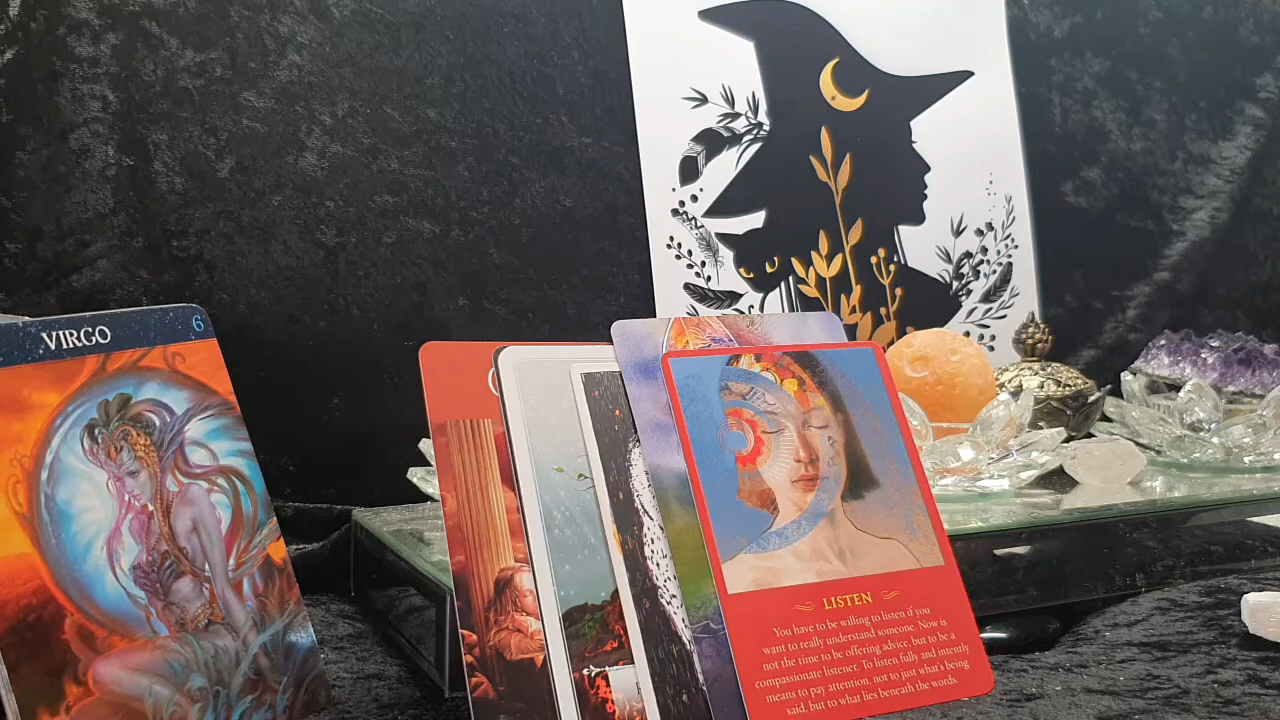 VIRGO 6
LISTEN
You have to be willing to listen if you
want to really understand someone. Now is
not the time to be offering advice, but to be a
compassionate listener. To listen fully and intently
means to pay attention, not to just what's being
said, but to what lies beneath the words.